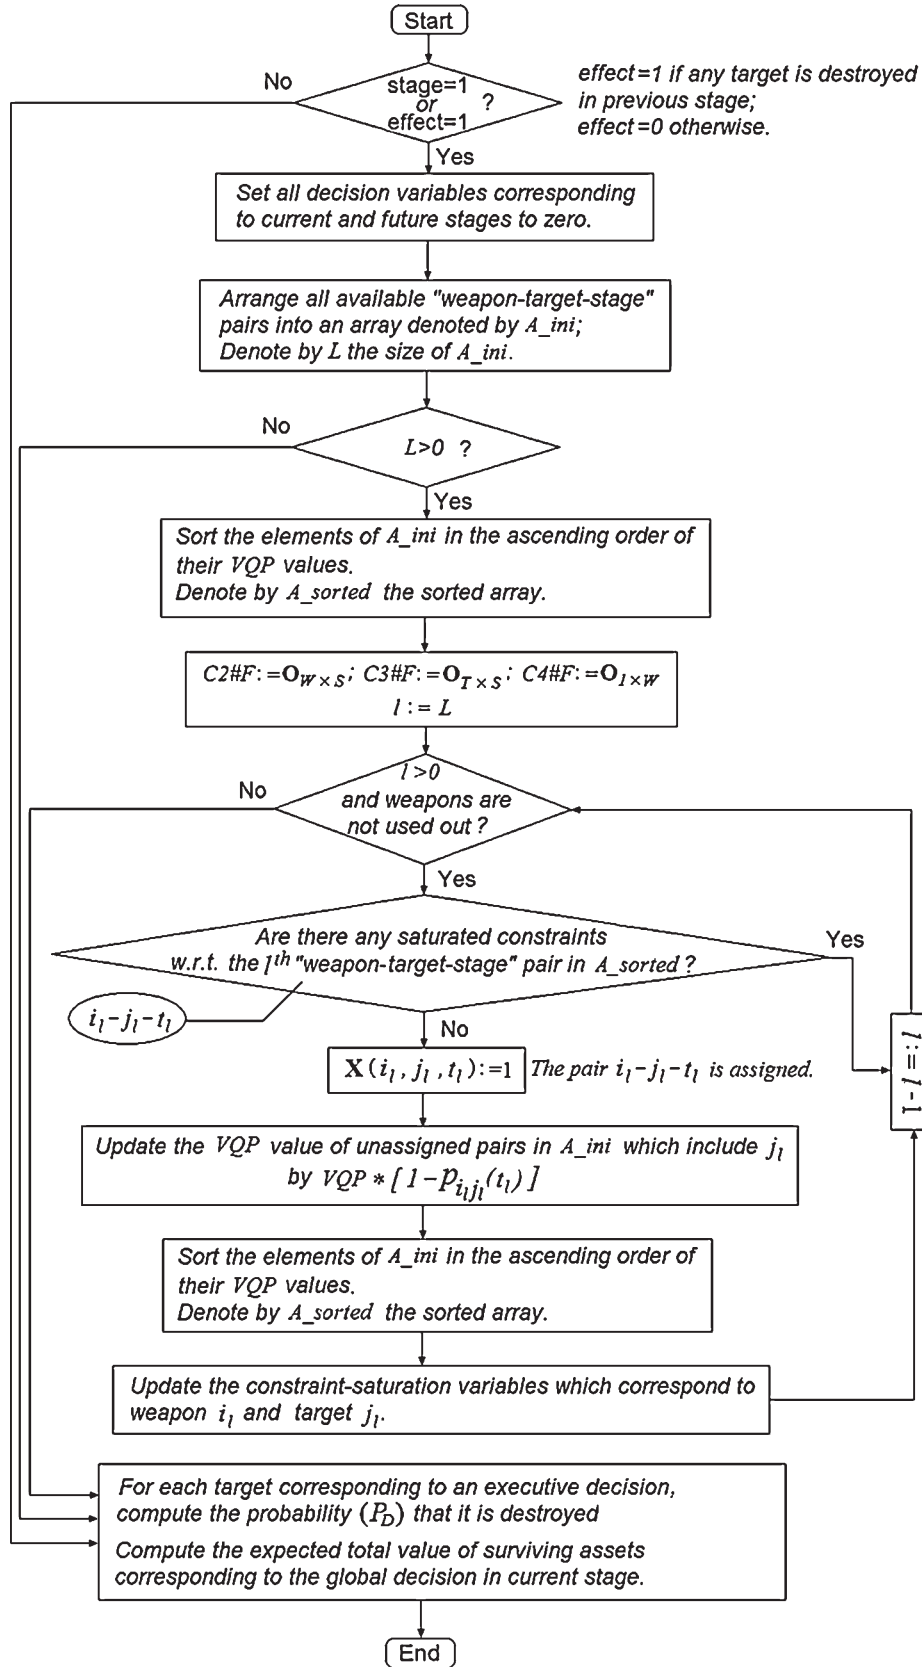 Start
No
stage=1
or
effect=1
?
effect=1 if any target is destroyed
in previous stage;
effect=0 otherwise.
Yes
Set all decision variables corresponding
to current and future stages to zero.
Arrange all available "weapon-target-stage"
pairs into an array denoted by A_ini;
Denote by L the size of A_ini.
No
L>0 ?
Yes
Sort the elements of A_ini in the ascending order of
their VQP values.
Denote by A_sorted the sorted array.
C2#F:=O_{W×S}; C3#F:=O_{T×S}; C4#F:=O_{1×W}
l:=L
No
l>0
and weapons are
not used out?
Yes
Are there any saturated constraints
w.r.t. the l^{th} "weapon-target-stage" pair in A_sorted?
Yes
i_l-j_l-t_l
No
X(i_l, j_l, t_l):=1 The pair i_l-j_l-t_l is assigned.
l:=l-1
Update the VQP value of unassigned pairs in A_ini which include j_l
by VQP*[1-p_{i_l j_l}(t_l)]
Sort the elements of A_ini in the ascending order of
their VQP values.
Denote by A_sorted the sorted array.
Update the constraint-saturation variables which correspond to
weapon i_l and target j_l.
For each target corresponding to an executive decision,
compute the probability (P_D) that it is destroyed
Compute the expected total value of surviving assets
corresponding to the global decision in current stage.
End